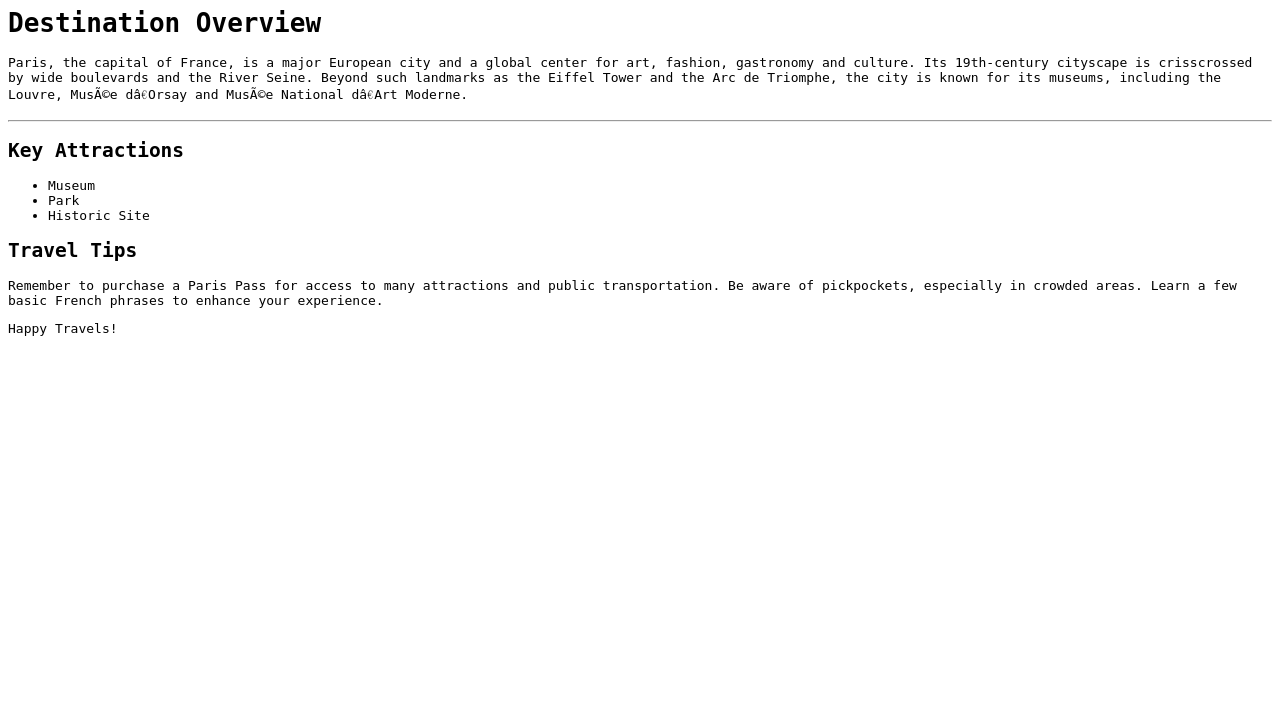 Destination Overview
Paris, the capital of France, is a major European city and a global center for art, fashion, gastronomy and culture. Its 19th-century cityscape is crisscrossed
by wide boulevards and the River Seine. Beyond such landmarks as the Eiffel Tower and the Arc de Triomphe, the city is known for its museums, including the
Louvre, MusÃ©e dâ€Orsay and MusÃ©e National dâ€Art Moderne.
Key Attractions
• Museum
• Park
• Historic Site
Travel Tips
Remember to purchase a Paris Pass for access to many attractions and public transportation. Be aware of pickpockets, especially in crowded areas. Learn a few
basic French phrases to enhance your experience.
Happy Travels!